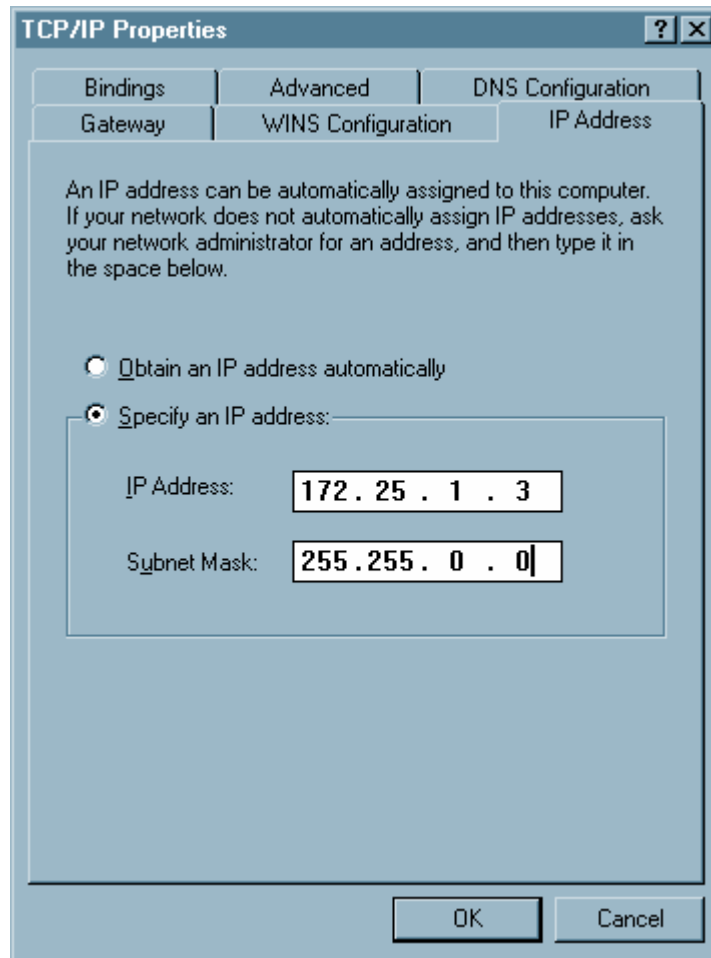 TCP/IP Properties ? X
Bindings Advanced DNS Configuration
Gateway WINS Configuration IP Address
An IP address can be automatically assigned to this computer.
If your network does not automatically assign IP addresses, ask
your network administrator for an address, and then type it in
the space below.
Obtain an IP address automatically
Specify an IP address:
IP Address: 172. 25 . 1 . 3
Subnet Mask: 255.255. 0 . 0
OK Cancel